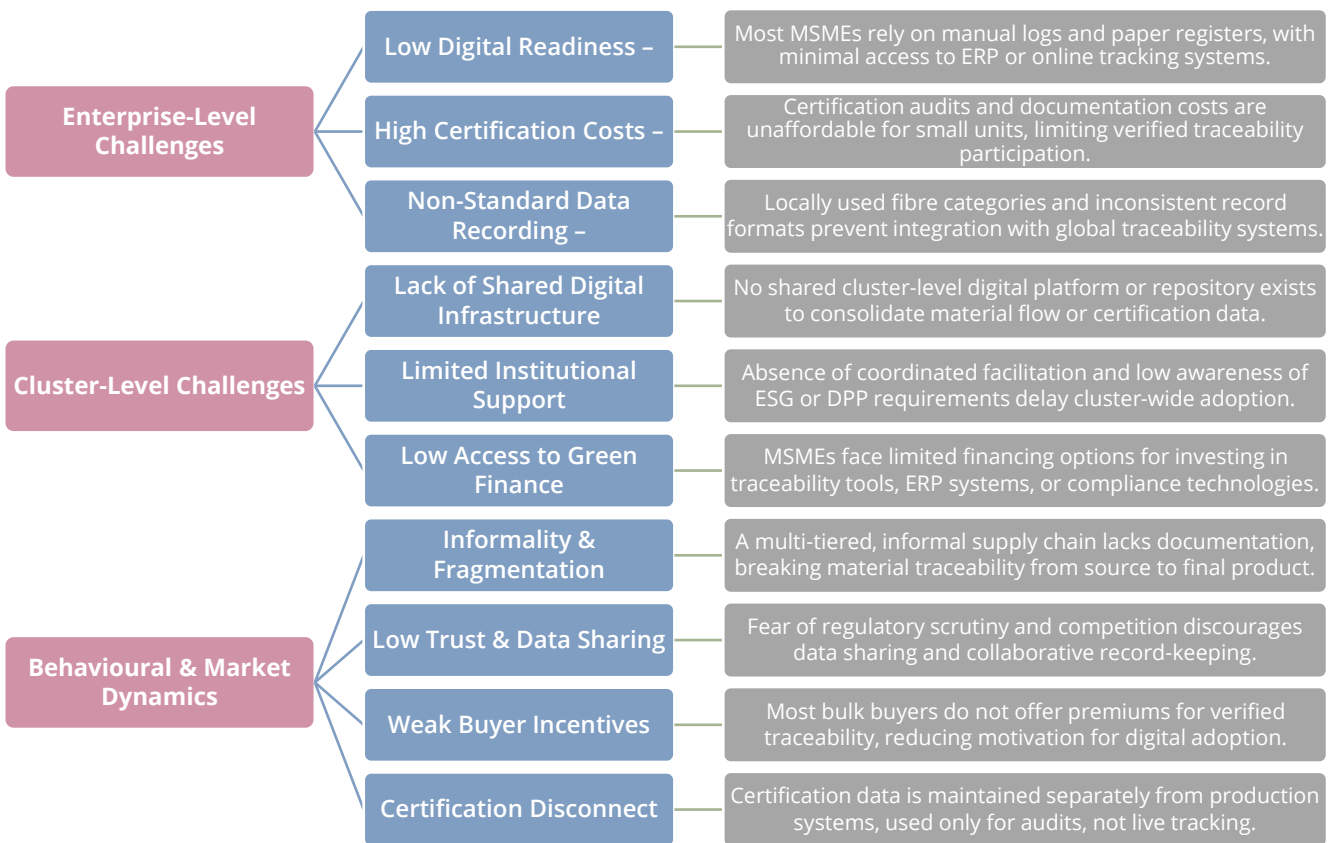 Enterprise-Level
Challenges
Low Digital Readiness –
Most MSMEs rely on manual logs and paper registers, with
minimal access to ERP or online tracking systems.
High Certification Costs –
Certification audits and documentation costs are
unaffordable for small units, limiting verified traceability
participation.
Non-Standard Data
Recording –
Locally used fibre categories and inconsistent record
formats prevent integration with global traceability systems.
Cluster-Level Challenges
Lack of Shared Digital
Infrastructure
No shared cluster-level digital platform or repository exists
to consolidate material flow or certification data.
Limited Institutional
Support
Absence of coordinated facilitation and low awareness of
ESG or DPP requirements delay cluster-wide adoption.
Low Access to Green
Finance
MSMEs face limited financing options for investing in
traceability tools, ERP systems, or compliance technologies.
Behavioural & Market
Dynamics
Informality &
Fragmentation
A multi-tiered, informal supply chain lacks documentation,
breaking material traceability from source to final product.
Low Trust & Data Sharing
Fear of regulatory scrutiny and competition discourages
data sharing and collaborative record-keeping.
Weak Buyer Incentives
Most bulk buyers do not offer premiums for verified
traceability, reducing motivation for digital adoption.
Certification Disconnect
Certification data is maintained separately from production
systems, used only for audits, not live tracking.